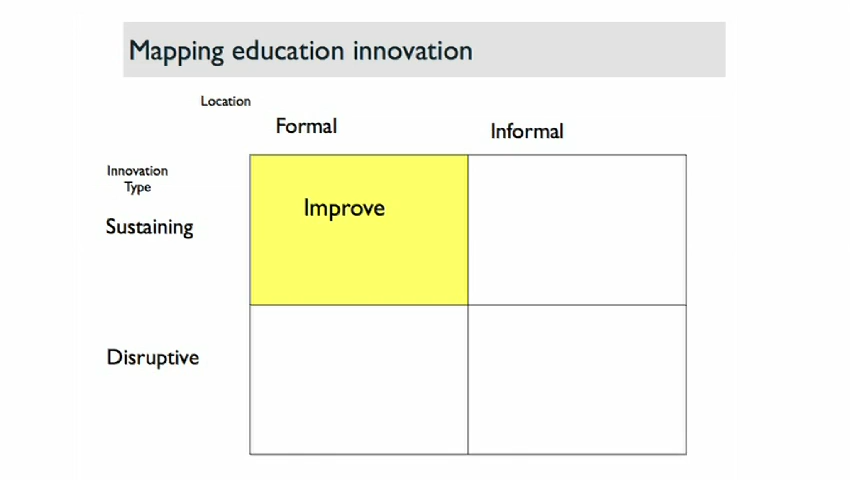 Mapping education innovation
Location
Formal
Informal
Innovation
Type
Sustaining
Improve
Disruptive